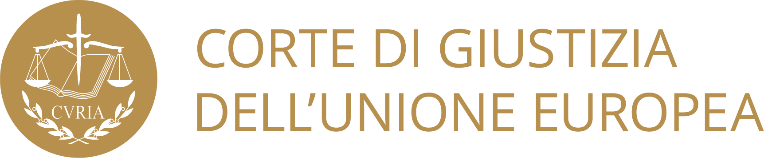 CVRIA
CORTE DI GIUSTIZIA
DELL’UNIONE EUROPEA